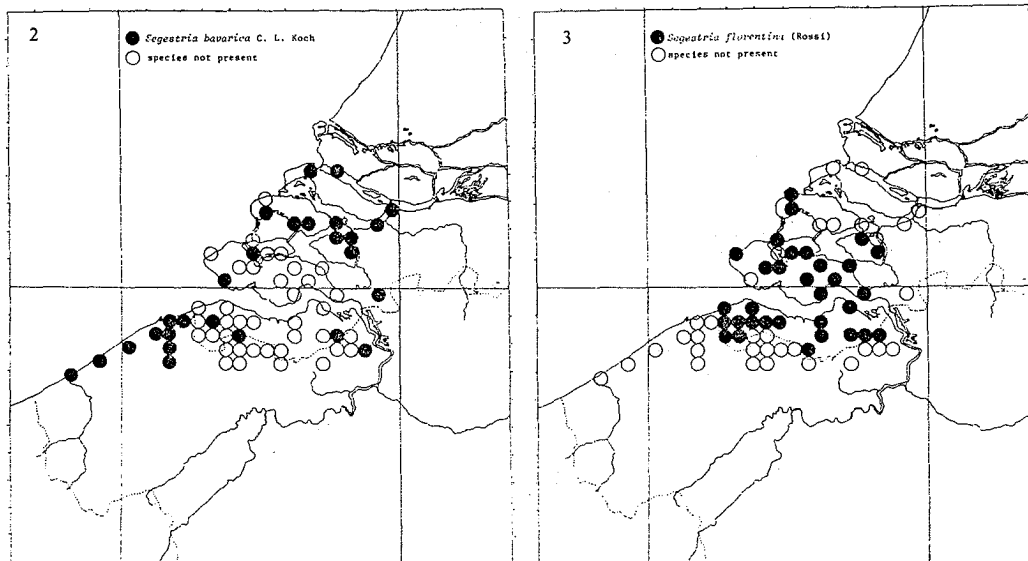 2
Segestria bavarica C. L. Koch
species not present
3
Segestria florentina (Rossi)
species not present